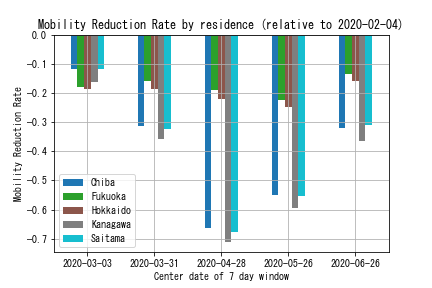 Mobility Reduction Rate by residence (relative to 2020-02-04)
0.0
−0.1
−0.2
−0.3
−0.4
−0.5
−0.6
−0.7
Mobility Reduction Rate
Chiba
Fukuoka
Hokkaido
Kanagawa
Saitama
2020-03-03 2020-03-31 2020-04-28 2020-05-26 2020-06-26
Center date of 7 day window